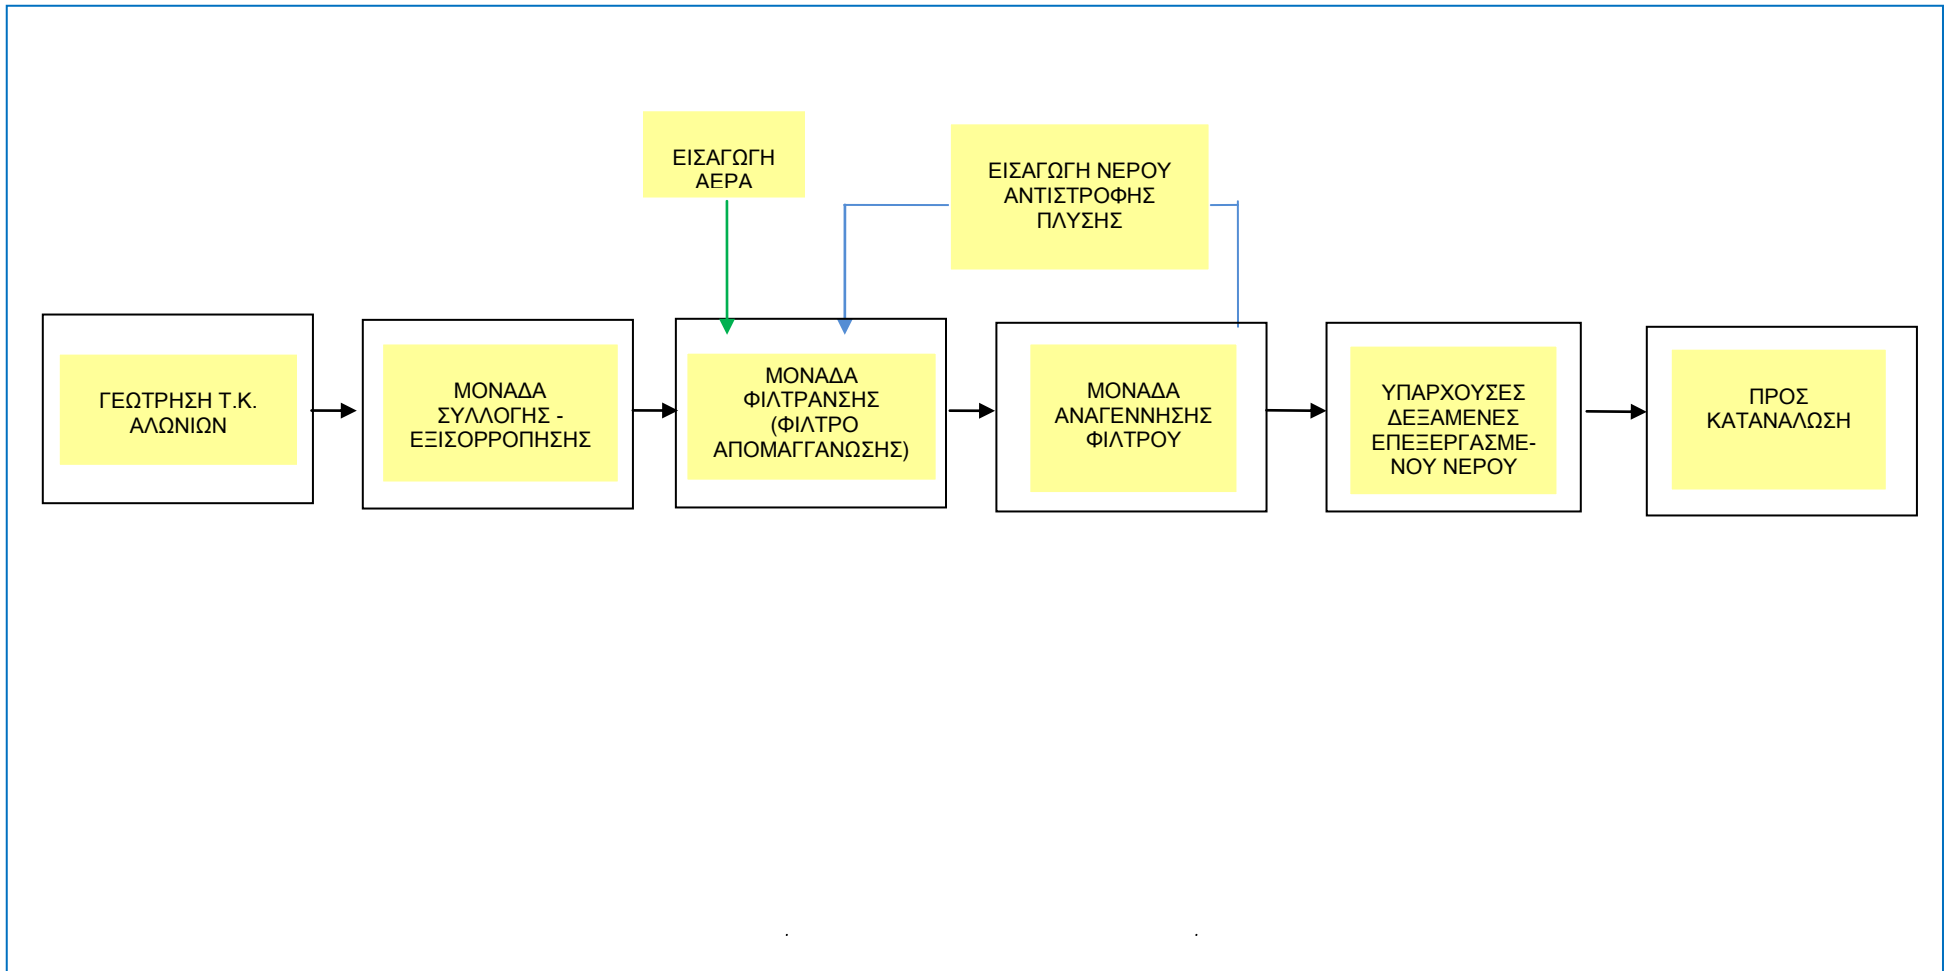 ΕΙΣΑΓΩΓΗ
ΑΕΡΑ
ΕΙΣΑΓΩΓΗ ΝΕΡΟΥ
ΑΝΤΙΣΤΡΟΦΗΣ
ΠΛΥΣΗΣ
ΓΕΩΤΡΗΣΗ Τ.Κ.
ΑΛΩΝΙΩΝ
ΜΟΝΑΔΑ
ΣΥΛΛΟΓΗΣ -
ΕΞΙΣΟΡΡΟΠΗΣΗΣ
ΜΟΝΑΔΑ
ΦΙΛΤΡΑΝΣΗΣ
(ΦΙΛΤΡΟ
ΑΠΟΜΑΓΓΑΝΩΣΗΣ)
ΜΟΝΑΔΑ
ΑΝΑΓΕΝΝΗΣΗΣ
ΦΙΛΤΡΟΥ
ΥΠΑΡΧΟΥΣΕΣ
ΔΕΞΑΜΕΝΕΣ
ΕΠΕΞΕΡΓΑΣΜΕ-
ΝΟΥ ΝΕΡΟΥ
ΠΡΟΣ
ΚΑΤΑΝΑΛΩΣΗ